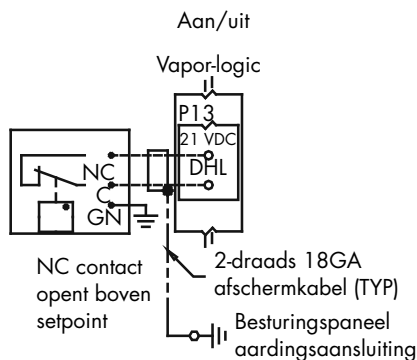 Aan/uit
Vapor-logic
P13
21 VDC
DHL
NC
C
GN
NC contact
opent boven
setpoint
2-draads 18GA
afschermkabel (TYP)
Besturingspaneel
aardingsaansluiting